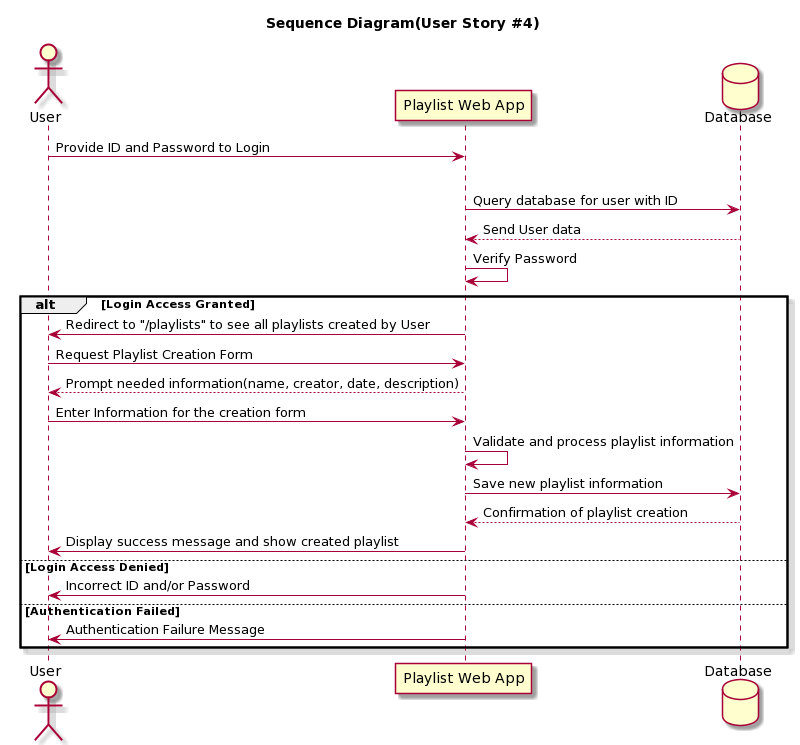 Sequence Diagram(User Story #4)
User
Playlist Web App
Database
Provide ID and Password to Login
Query database for user with ID
Send User data
Verify Password
alt
[Login Access Granted]
Redirect to "/playlists" to see all playlists created by User
Request Playlist Creation Form
Prompt needed information(name, creator, date, description)
Enter Information for the creation form
Validate and process playlist information
Save new playlist information
Confirmation of playlist creation
Display success message and show created playlist
[Login Access Denied]
Incorrect ID and/or Password
[Authentication Failed]
Authentication Failure Message
User
Playlist Web App
Database